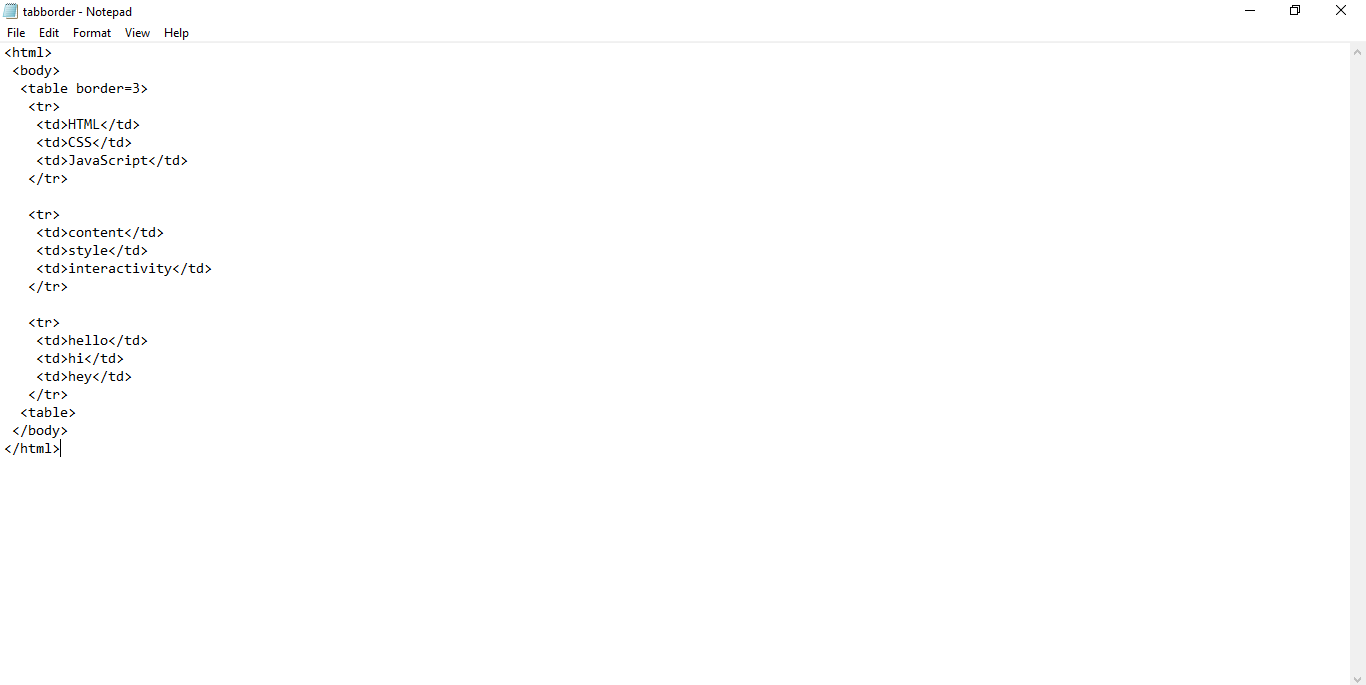 tabborder - Notepad
File Edit Format View Help
<html>
 <body>
  <table border=3>
   <tr>
    <td>HTML</td>
    <td>CSS</td>
    <td>JavaScript</td>
   </tr>

   <tr>
    <td>content</td>
    <td>style</td>
    <td>interactivity</td>
   </tr>

   <tr>
    <td>hello</td>
    <td>hi</td>
    <td>hey</td>
   </tr>
  <table>
 </body>
</html>